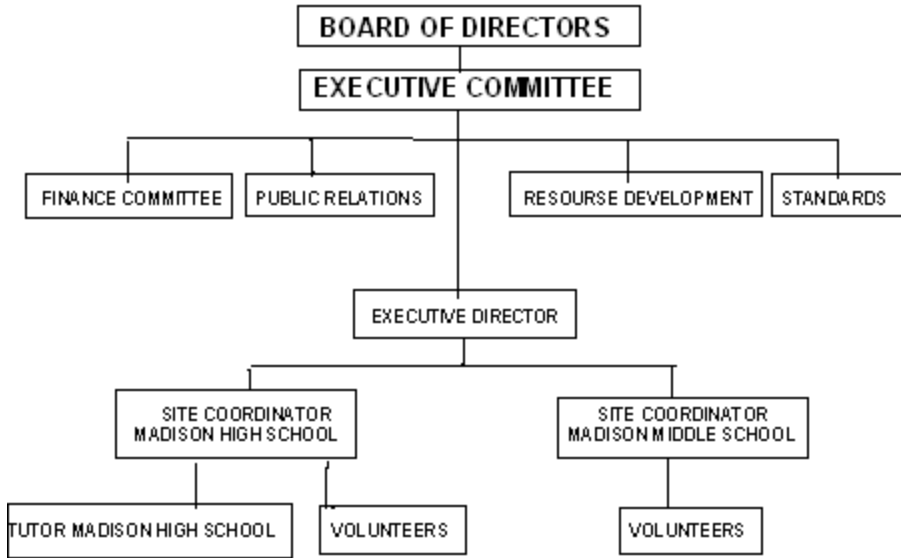 BOARD OF DIRECTORS
EXECUTIVE COMMITTEE
FINANCE COMMITTEE
PUBLIC RELATIONS
RESOURSE DEVELOPMENT
STANDARDS
EXECUTIVE DIRECTOR
SITE COORDINATOR
MADISON HIGH SCHOOL
SITE COORDINATOR
MADISON MIDDLE SCHOOL
TUTOR MADISON HIGH SCHOOL
VOLUNTEERS
VOLUNTEERS